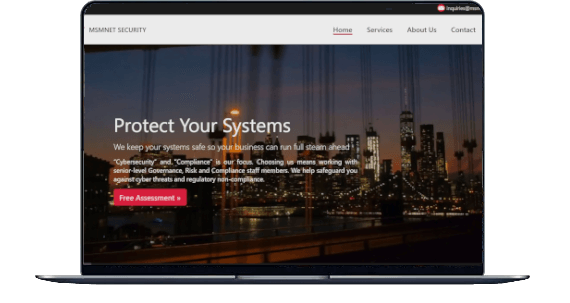 Inquiries@msm
MSMNET SECURITY
Home Services About Us Contact
Protect Your Systems
We keep your systems safe so your business can run full steam ahead
"Cybersecurity" and "Compliance" is our focus. Choosing us means working with
senior-level Governance, Risk and Compliance staff members. We help safeguard you
against cyber threats and regulatory non-compliance.
Free Assessment »